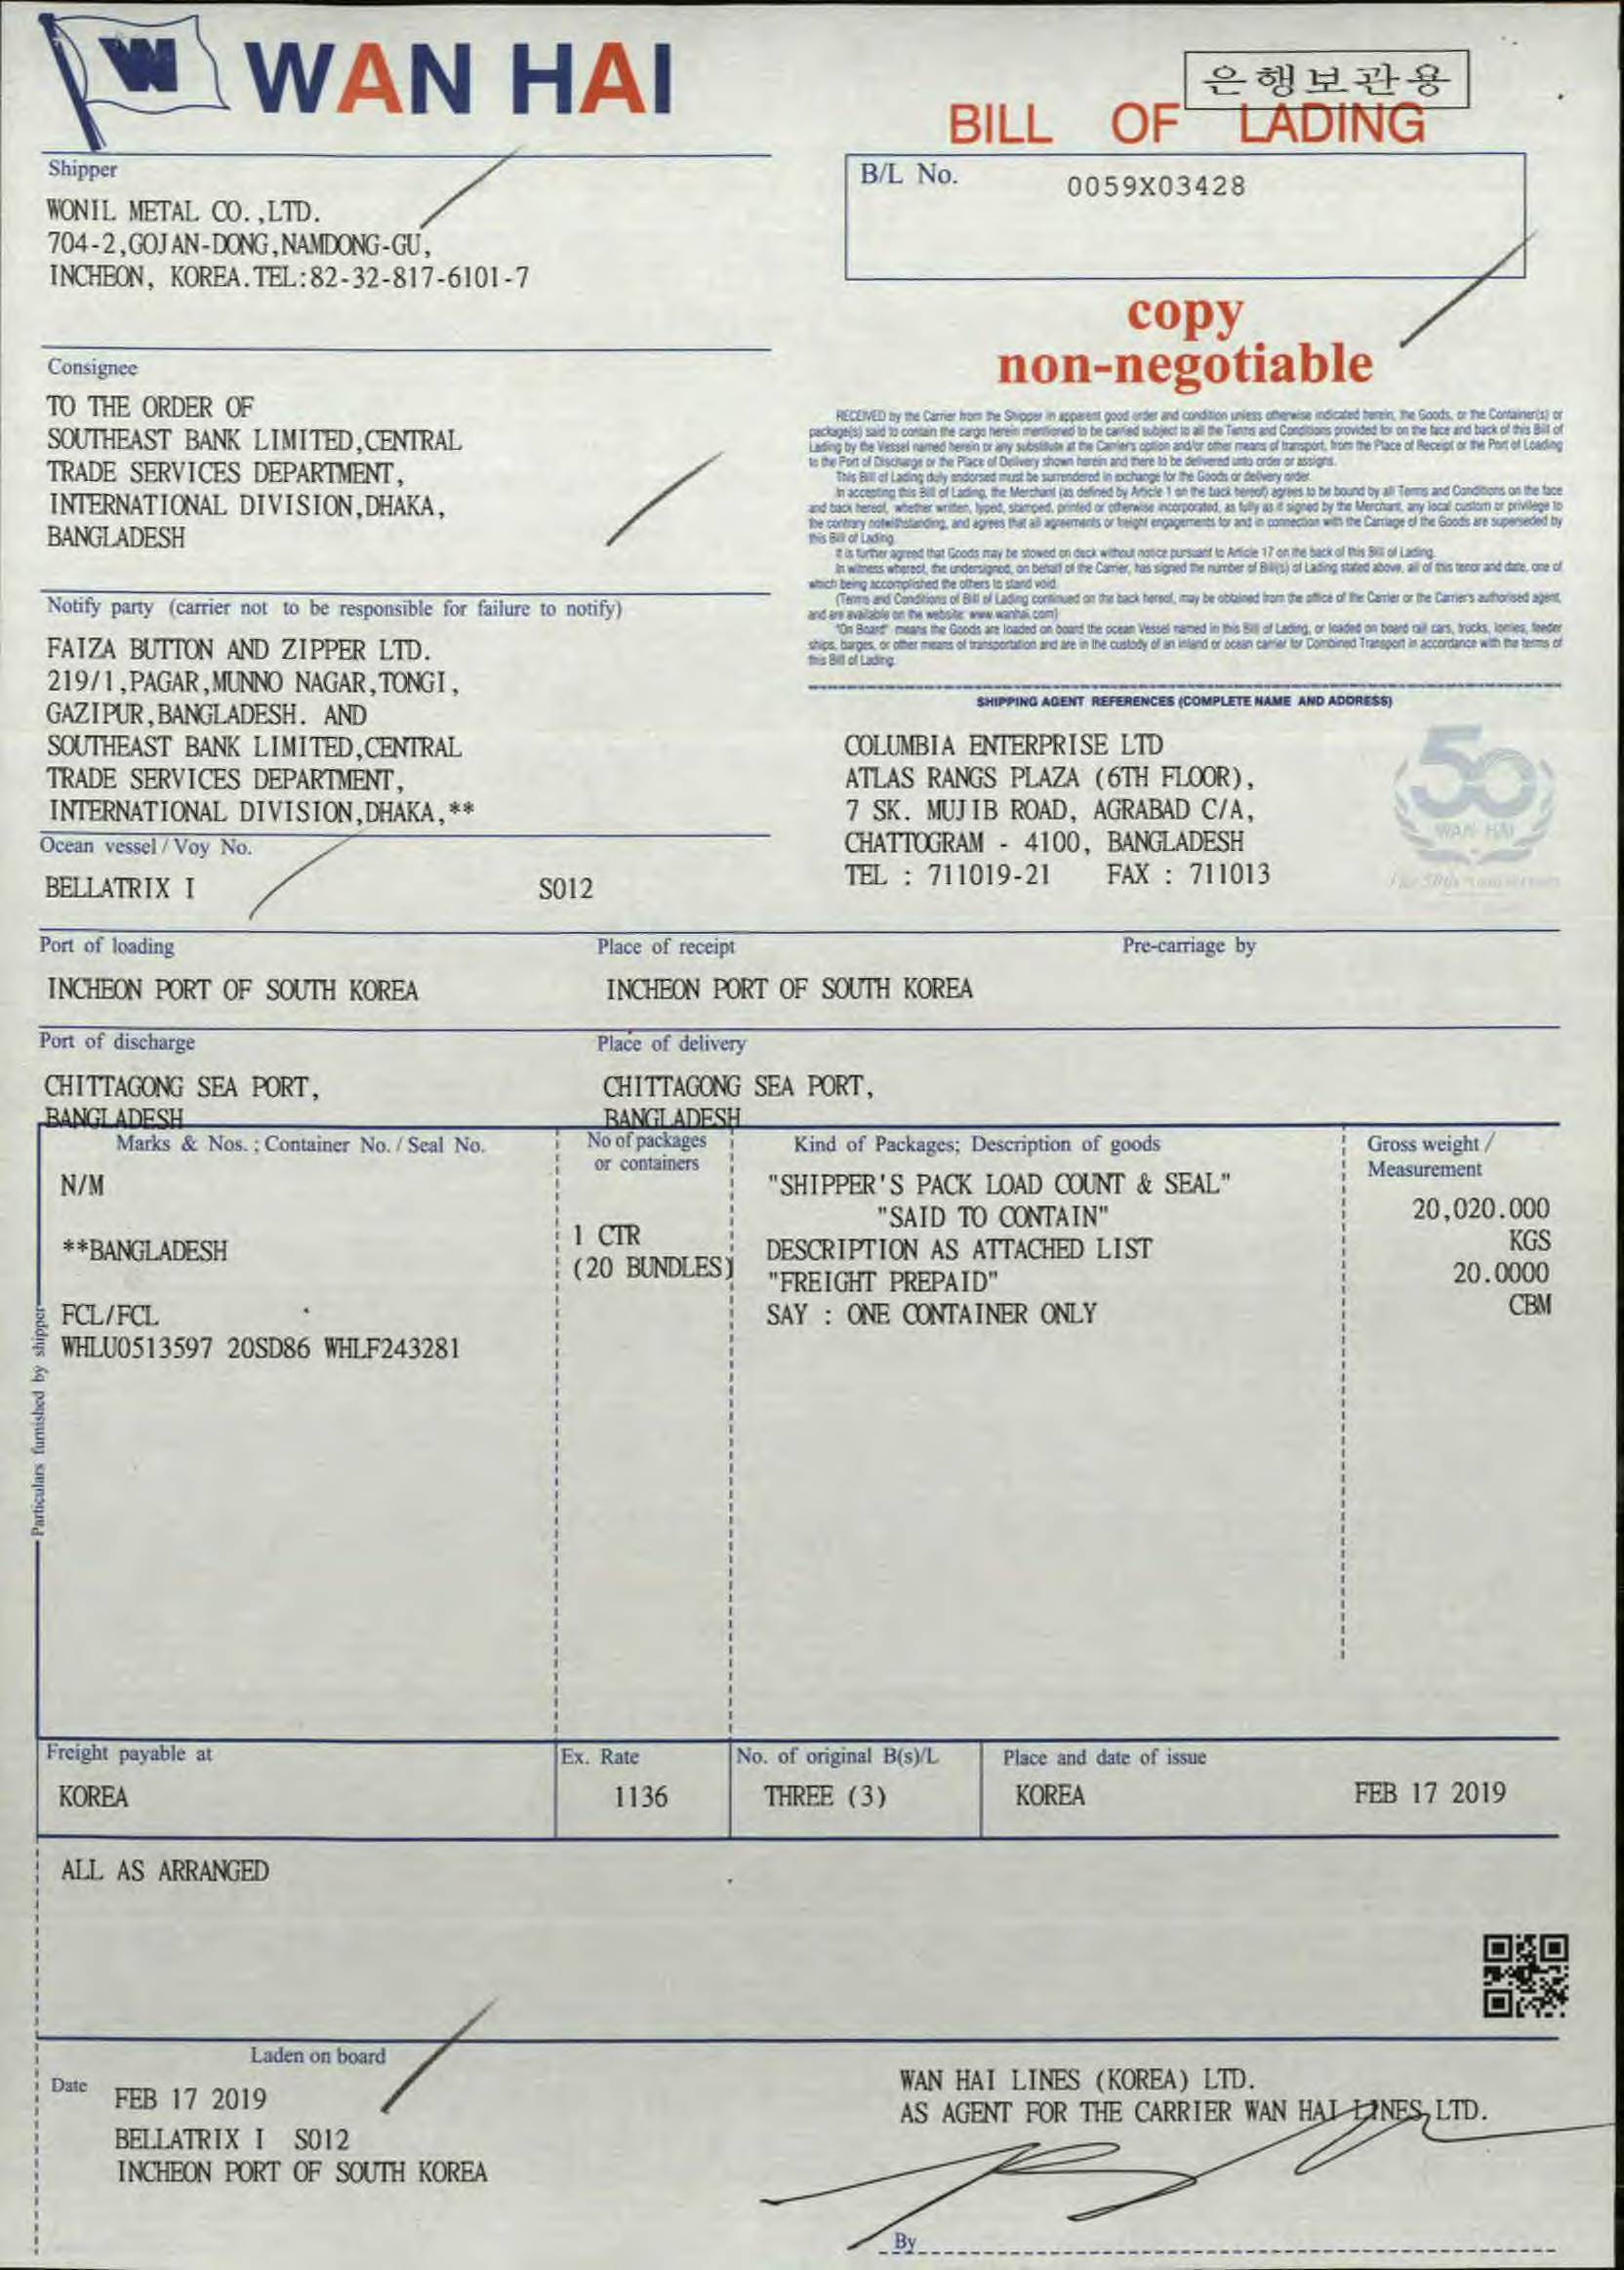 WAN HAI
은행보관용
BILL OF LADING
Shipper
WONIL METAL CO.,LTD.
704-2,GOJAN-DONG,NAMDONG-GU,
INCHEON, KOREA.TEL:82-32-817-6101-7
B/L No. 0059X03428
copy
non-negotiable
Consignee
TO THE ORDER OF
SOUTHEAST BANK LIMITED,CENTRAL
TRADE SERVICES DEPARTMENT,
INTERNATIONAL DIVISION,DHAKA,
BANGLADESH
RECEIVED by the Carrier from the Shipper in apparent good order and condition unless otherwise indicated herein, the Goods, or the Container(s) or
package(s) said to contain the cargo herein mentioned to be carried subject to all the Terms and Conditions provided for on the face and back of this Bill of
Lading by the Vessel named herein or any substitute at the Carrier's option and/or other means of transport, from the Place of Receipt or the Port of Loading
to the Port of Discharge or the Place of Delivery shown herein and there to be delivered unto order or assigns.
This Bill of Lading duly endorsed must be surrendered in exchange for the Goods or delivery order.
In accepting this Bill of Lading, the Merchant (as defined by Article 1 on the back hereof) agrees to be bound by all Terms and Conditions on the face
and back hereof, whether written, typed, stamped, printed or otherwise incorporated, as fully as if signed by the Merchant, any local custom or privilege to
the contrary notwithstanding, and agrees that all agreements or freight engagements for and in connection with the Carriage of the Goods are superseded by
this Bill of Lading.
It is further agreed that Goods may be stowed on deck without notice pursuant to Article 17 on the back of this Bill of Lading.
In witness whereof, the undersigned, on behalf of the Carrier, has signed the number of Bill(s) of Lading stated above, all of this tenor and date, one of
which being accomplished the others to stand void.
(Terms and Conditions of Bill of Lading continued on the back hereof, may be obtained from the office of the Carrier or the Carrier's authorised agent,
and are available on the website: www.wanhai.com)
"On Board" means the Goods are loaded on board the ocean Vessel named in this Bill of Lading, or loaded on board rail cars, trucks, lorries, feeder
ships, barges, or other means of transportation and are in the custody of an inland or ocean carrier for Combined Transport in accordance with the terms of
this Bill of Lading.
Notify party (carrier not to be responsible for failure to notify)
FAIZA BUTTON AND ZIPPER LTD.
219/1,PAGAR,MUNNO NAGAR,TONGI,
GAZIPUR,BANGLADESH. AND
SOUTHEAST BANK LIMITED,CENTRAL
TRADE SERVICES DEPARTMENT,
INTERNATIONAL DIVISION,DHAKA,**
SHIPPING AGENT REFERENCES (COMPLETE NAME AND ADDRESS)
COLUMBIA ENTERPRISE LTD
ATLAS RANGS PLAZA (6TH FLOOR),
7 SK. MUJIB ROAD, AGRABAD C/A,
CHATTOGRAM - 4100, BANGLADESH
TEL : 711019-21 FAX : 711013
50
WAN HAI
Ocean vessel / Voy No.
BELLATRIX I S012
Port of loading Place of receipt Pre-carriage by
INCHEON PORT OF SOUTH KOREA INCHEON PORT OF SOUTH KOREA
Port of discharge Place of delivery
CHITTAGONG SEA PORT, CHITTAGONG SEA PORT,
BANGLADESH BANGLADESH
Particulars furnished by shipper
Marks & Nos. ; Container No. / Seal No.
N/M
**BANGLADESH
FCL/FCL
WHLU0513597 20SD86 WHLF243281
No of packages
or containers
1 CTR
(20 BUNDLES)
Kind of Packages; Description of goods
"SHIPPER'S PACK LOAD COUNT & SEAL"
"SAID TO CONTAIN"
DESCRIPTION AS ATTACHED LIST
"FREIGHT PREPAID"
SAY : ONE CONTAINER ONLY
Gross weight /
Measurement
20,020.000
KGS
20.0000
CBM
Freight payable at Ex. Rate No. of original B(s)/L Place and date of issue
KOREA 1136 THREE (3) KOREA FEB 17 2019
ALL AS ARRANGED
Laden on board
Date FEB 17 2019
BELLATRIX I S012
INCHEON PORT OF SOUTH KOREA
WAN HAI LINES (KOREA) LTD.
AS AGENT FOR THE CARRIER WAN HAI LINES LTD.
By